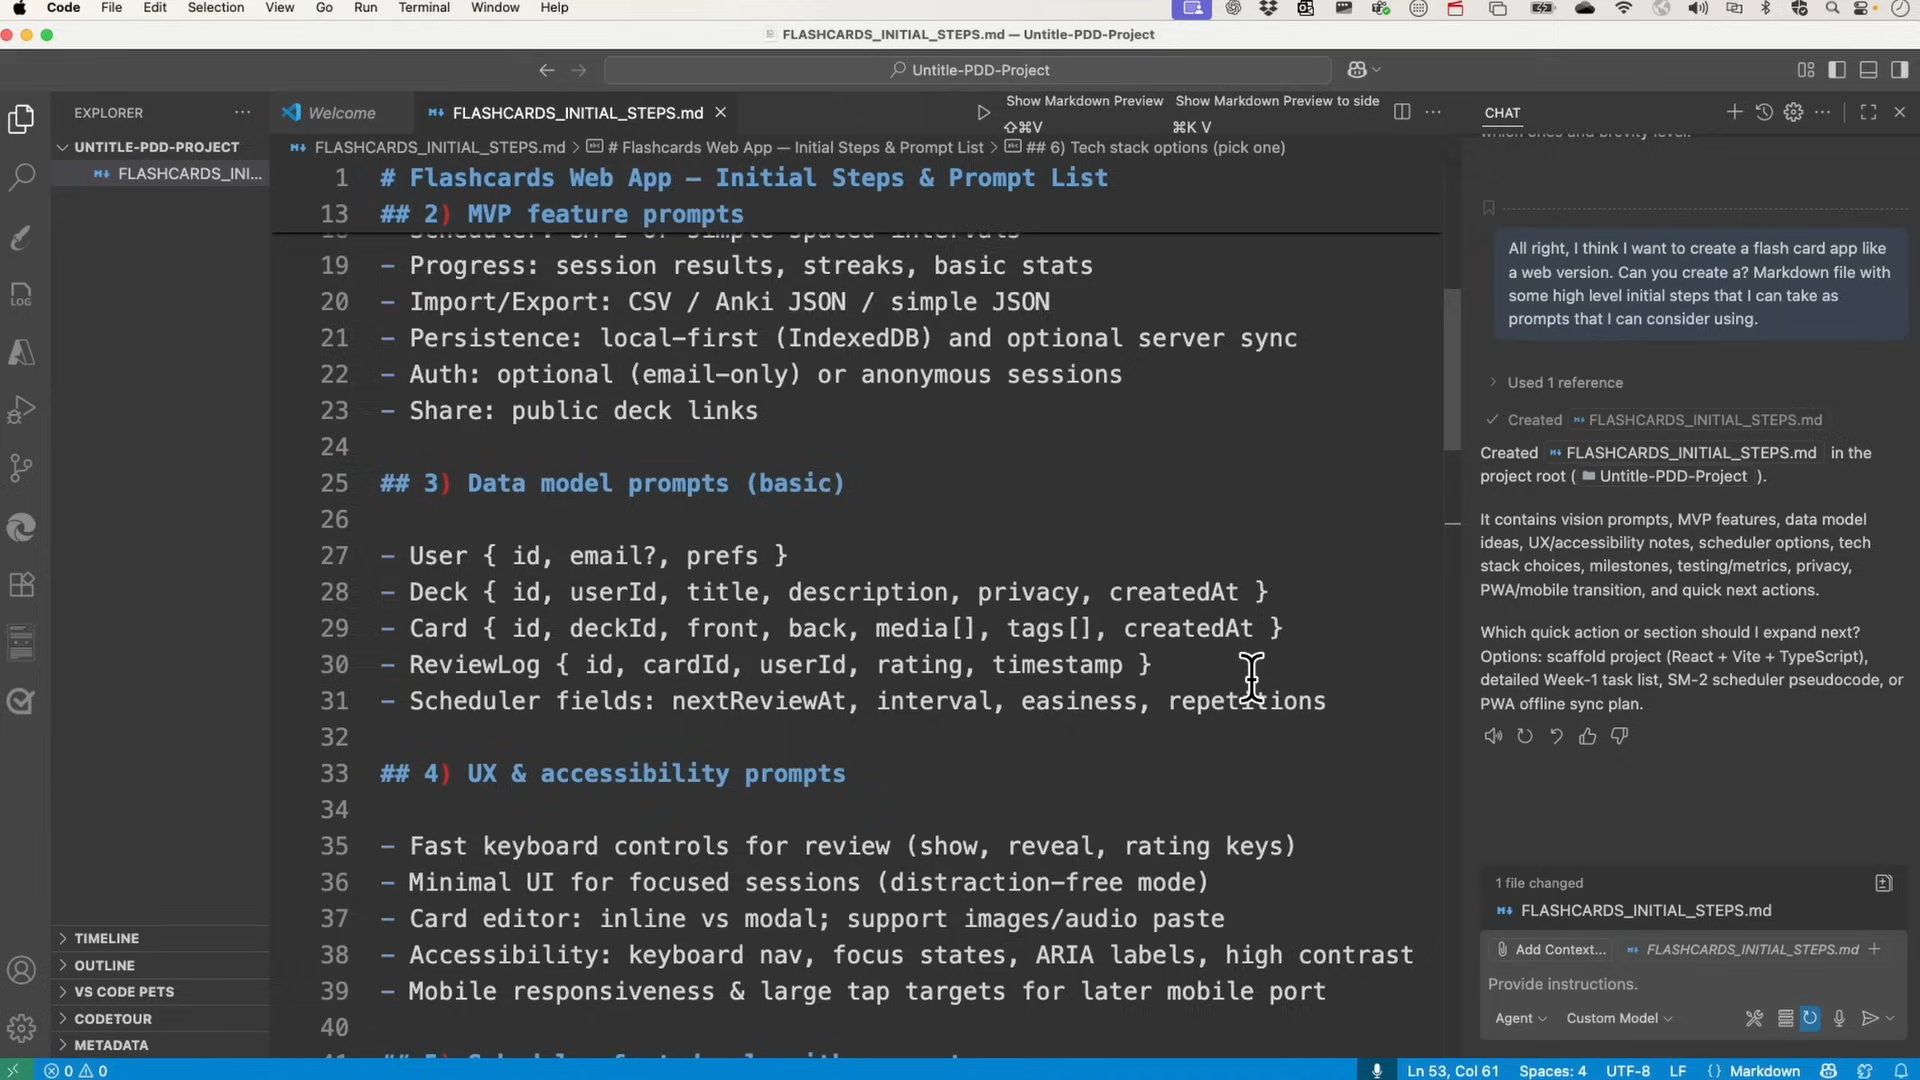 Code File Edit Selection View Go Run Terminal Window Help
FLASHCARDS_INITIAL_STEPS.md — Untitle-PDD-Project
Untitle-PDD-Project
EXPLORER
UNTITLE-PDD-PROJECT
FLASHCARDS_INI...
TIMELINE
OUTLINE
VS CODE PETS
CODETOUR
METADATA
Welcome
FLASHCARDS_INITIAL_STEPS.md
Show Markdown Preview
⇧⌘V
Show Markdown Preview to side
⌘K V
FLASHCARDS_INITIAL_STEPS.md > # Flashcards Web App — Initial Steps & Prompt List > ## 6) Tech stack options (pick one)
1 # Flashcards Web App — Initial Steps & Prompt List
13 ## 2) MVP feature prompts
19 - Progress: session results, streaks, basic stats
20 - Import/Export: CSV / Anki JSON / simple JSON
21 - Persistence: local-first (IndexedDB) and optional server sync
22 - Auth: optional (email-only) or anonymous sessions
23 - Share: public deck links
24
25 ## 3) Data model prompts (basic)
26
27 - User { id, email?, prefs }
28 - Deck { id, userId, title, description, privacy, createdAt }
29 - Card { id, deckId, front, back, media[], tags[], createdAt }
30 - ReviewLog { id, cardId, userId, rating, timestamp }
31 - Scheduler fields: nextReviewAt, interval, easiness, repetitions
32
33 ## 4) UX & accessibility prompts
34
35 - Fast keyboard controls for review (show, reveal, rating keys)
36 - Minimal UI for focused sessions (distraction-free mode)
37 - Card editor: inline vs modal; support images/audio paste
38 - Accessibility: keyboard nav, focus states, ARIA labels, high contrast
39 - Mobile responsiveness & large tap targets for later mobile port
40
CHAT
All right, I think I want to create a flash card app like
a web version. Can you create a? Markdown file with
some high level initial steps that I can take as
prompts that I can consider using.
Used 1 reference
Created FLASHCARDS_INITIAL_STEPS.md
Created FLASHCARDS_INITIAL_STEPS.md in the
project root ( Untitle-PDD-Project ).
It contains vision prompts, MVP features, data model
ideas, UX/accessibility notes, scheduler options, tech
stack choices, milestones, testing/metrics, privacy,
PWA/mobile transition, and quick next actions.
Which quick action or section should I expand next?
Options: scaffold project (React + Vite + TypeScript),
detailed Week-1 task list, SM-2 scheduler pseudocode, or
PWA offline sync plan.
1 file changed
FLASHCARDS_INITIAL_STEPS.md
Add Context... FLASHCARDS_INITIAL_STEPS.md +
Provide instructions.
Agent Custom Model
0 0
Ln 53, Col 61 Spaces: 4 UTF-8 LF {} Markdown
LOG